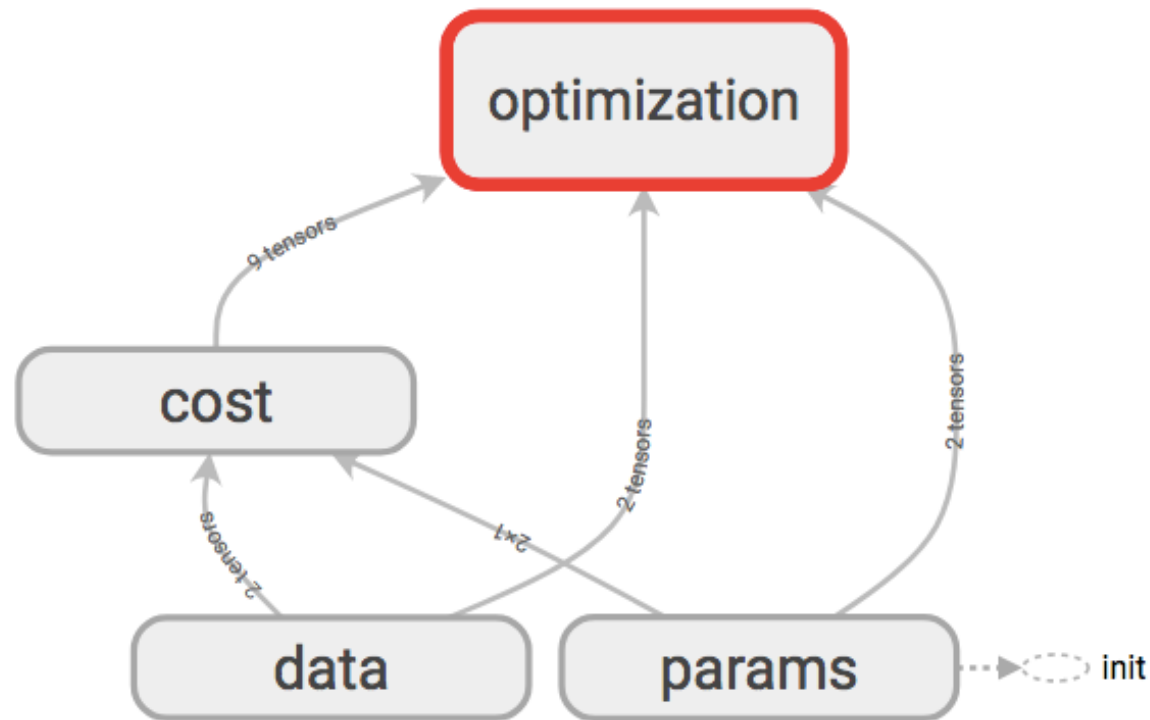 optimization
9 tensors
cost
2 tensors
2 tensors
2×1
2 tensors
data
params
init